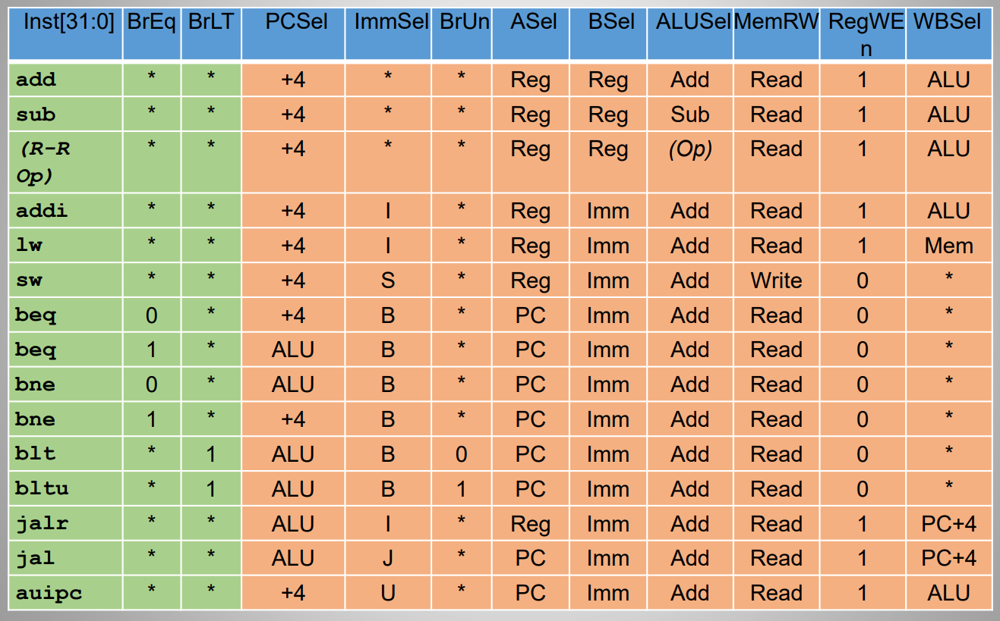 Inst[31:0] BrEq BrLT PCSel ImmSel BrUn ASel BSel ALUSel MemRW RegWE WBSel
n
add * * +4 * * Reg Reg Add Read 1 ALU
sub * * +4 * * Reg Reg Sub Read 1 ALU
(R-R * * +4 * * Reg Reg (Op) Read 1 ALU
Op)
addi * * +4 I * Reg Imm Add Read 1 ALU
lw * * +4 I * Reg Imm Add Read 1 Mem
sw * * +4 S * Reg Imm Add Write 0 *
beq 0 * +4 B * PC Imm Add Read 0 *
beq 1 * ALU B * PC Imm Add Read 0 *
bne 0 * ALU B * PC Imm Add Read 0 *
bne 1 * +4 B * PC Imm Add Read 0 *
blt * 1 ALU B 0 PC Imm Add Read 0 *
bltu * 1 ALU B 1 PC Imm Add Read 0 *
jalr * * ALU I * Reg Imm Add Read 1 PC+4
jal * * ALU J * PC Imm Add Read 1 PC+4
auipc * * +4 U * PC Imm Add Read 1 ALU